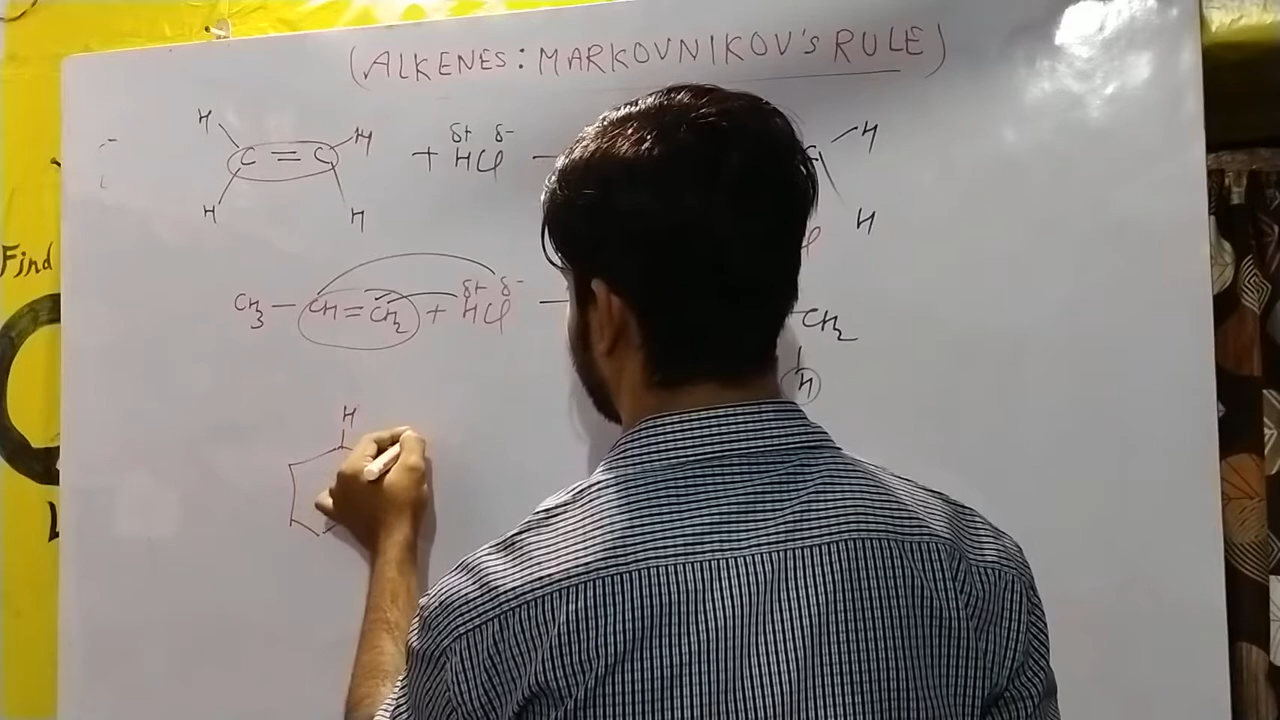 (ALKENES: MARKOVNIKOV's RULE)
H H δ+ δ- H
C = C + HCl
H H H
Find
CH3 - CH = CH2 + δ+ δ- HCl CH2
H
H